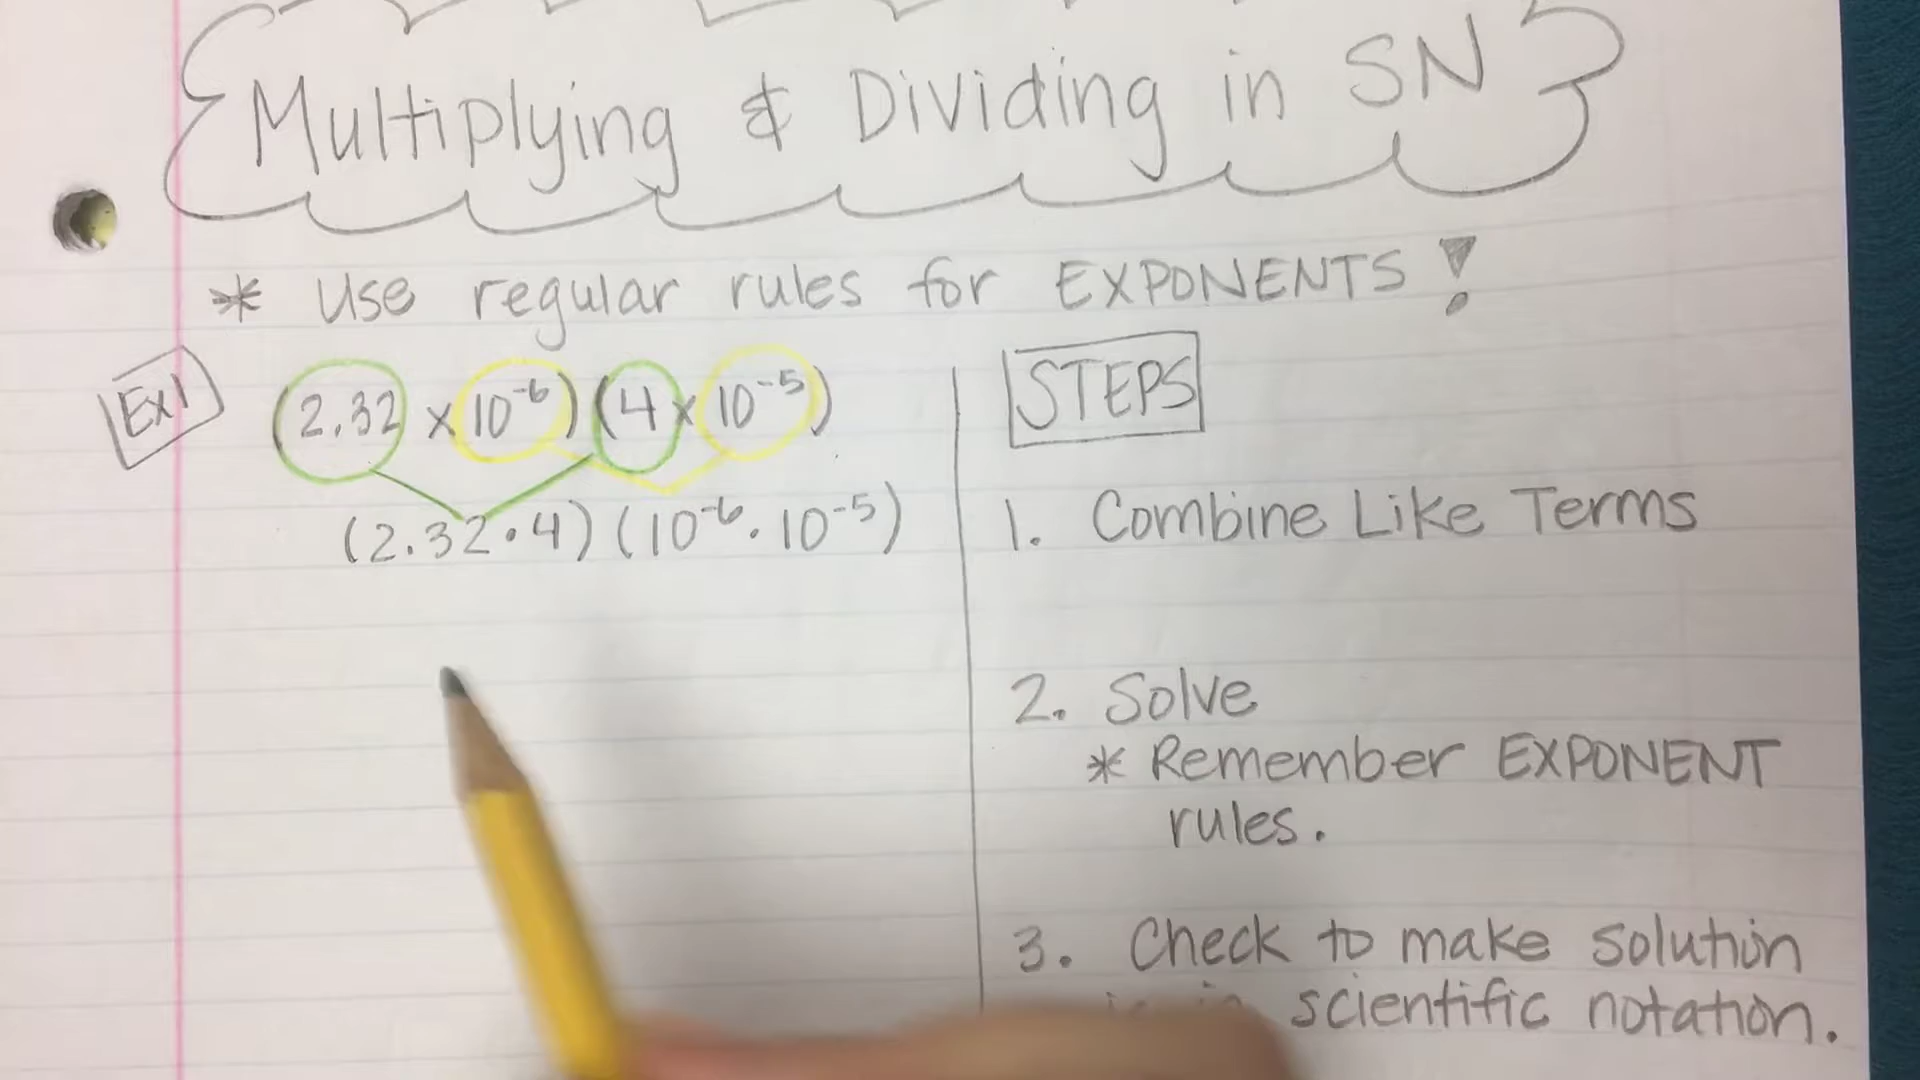 Multiplying & Dividing in SN
* Use regular rules for EXPONENTS!
Ex1
(2.32 × 10⁻⁶)(4 × 10⁻⁵)
(2.32 · 4)(10⁻⁶ · 10⁻⁵)
STEPS
1. Combine Like Terms
2. Solve
* Remember EXPONENT
rules.
3. Check to make solution
scientific notation.